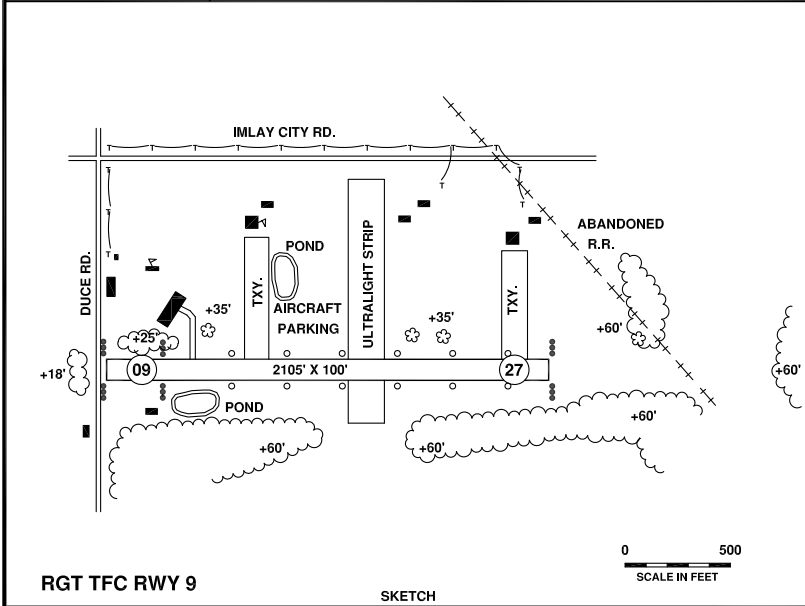 IMLAY CITY RD.
ABANDONED
R.R.
DUCE RD.
POND
TXY.
ULTRALIGHT STRIP
TXY.
AIRCRAFT
PARKING
+35'
+35'
+25'
+60'
+18'
09
2105' X 100'
27
+60'
POND
+60'
+60'
+60'
0 500
SCALE IN FEET
RGT TFC RWY 9
SKETCH